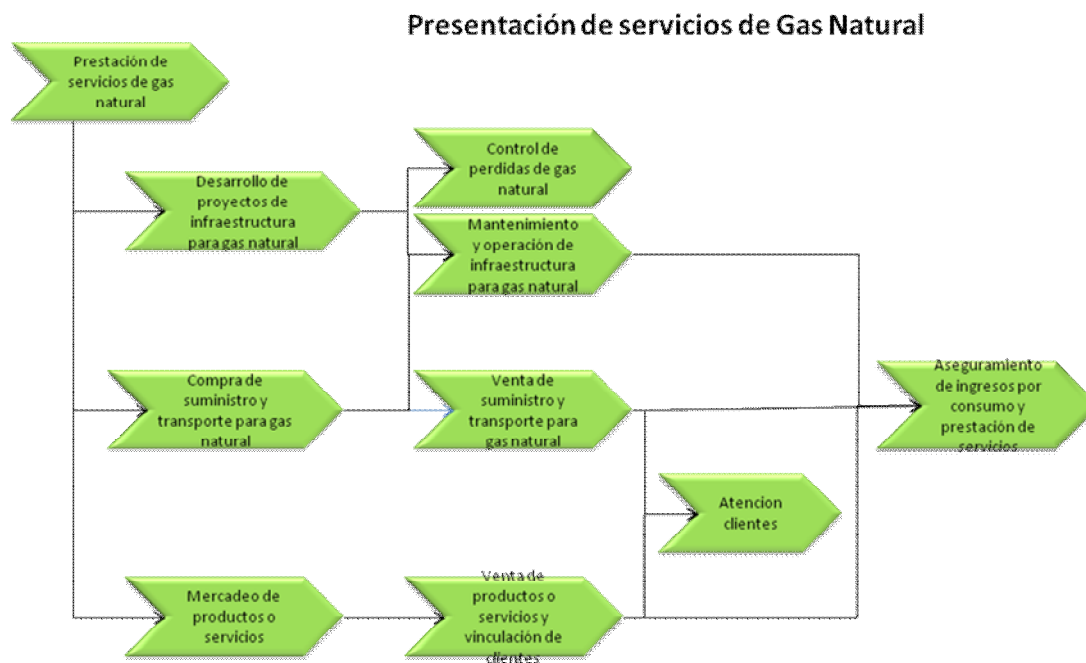 Presentación de servicios de Gas Natural
Prestación de
servicios de gas
natural
Control de
perdidas de gas
natural
Desarrollo de
proyectos de
infraestructura
para gas natural
Mantenimiento
y operación de
infraestructura
para gas natural
Compra de
suministro y
transporte para gas
natural
Venta de
suministro y
transporte para
gas natural
Aseguramiento
de ingresos por
consumo y
prestación de
servicios
Atencion
clientes
Mercadeo de
productos o
servicios
Venta de
productos o
servicios y
vinculación de
clientes